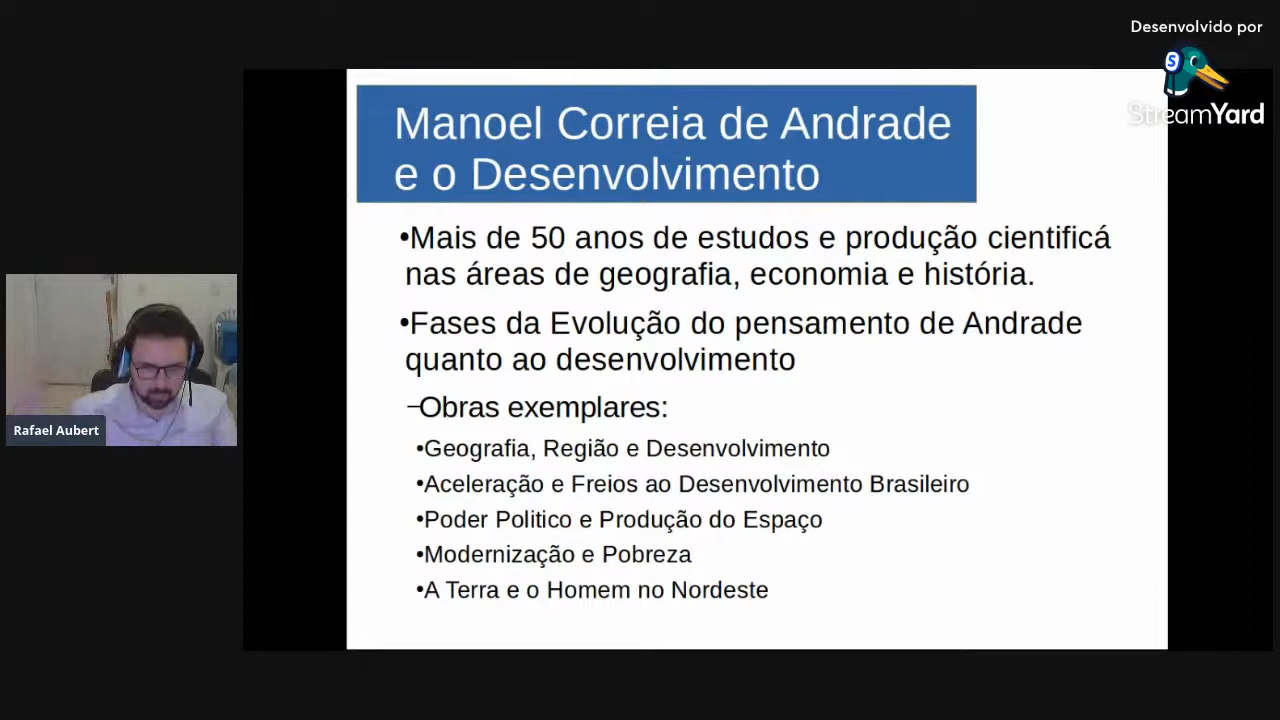 Desenvolvido por
S
StreamYard
Manoel Correia de Andrade
e o Desenvolvimento
•Mais de 50 anos de estudos e produção cientificá
nas áreas de geografia, economia e história.
•Fases da Evolução do pensamento de Andrade
quanto ao desenvolvimento
–Obras exemplares:
•Geografia, Região e Desenvolvimento
•Aceleração e Freios ao Desenvolvimento Brasileiro
•Poder Politico e Produção do Espaço
•Modernização e Pobreza
•A Terra e o Homem no Nordeste
Rafael Aubert